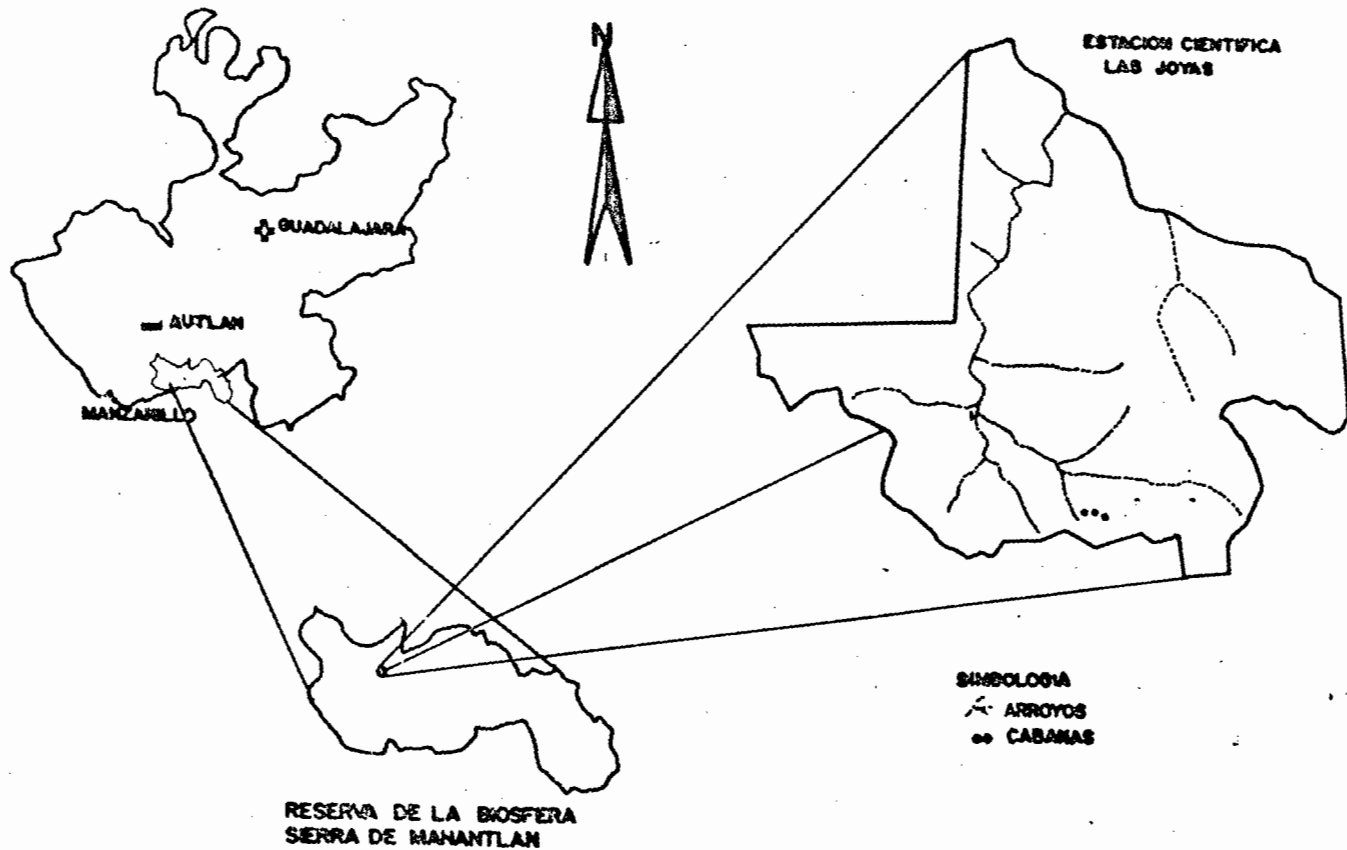 N
ESTACION CIENTIFICA
LAS JOYAS
GUADALAJARA
AUTLAN
MANZANILLO
SIMBOLOGIA
ARROYOS
CABANAS
RESERVA DE LA BIOSFERA
SIERRA DE MANANTLAN